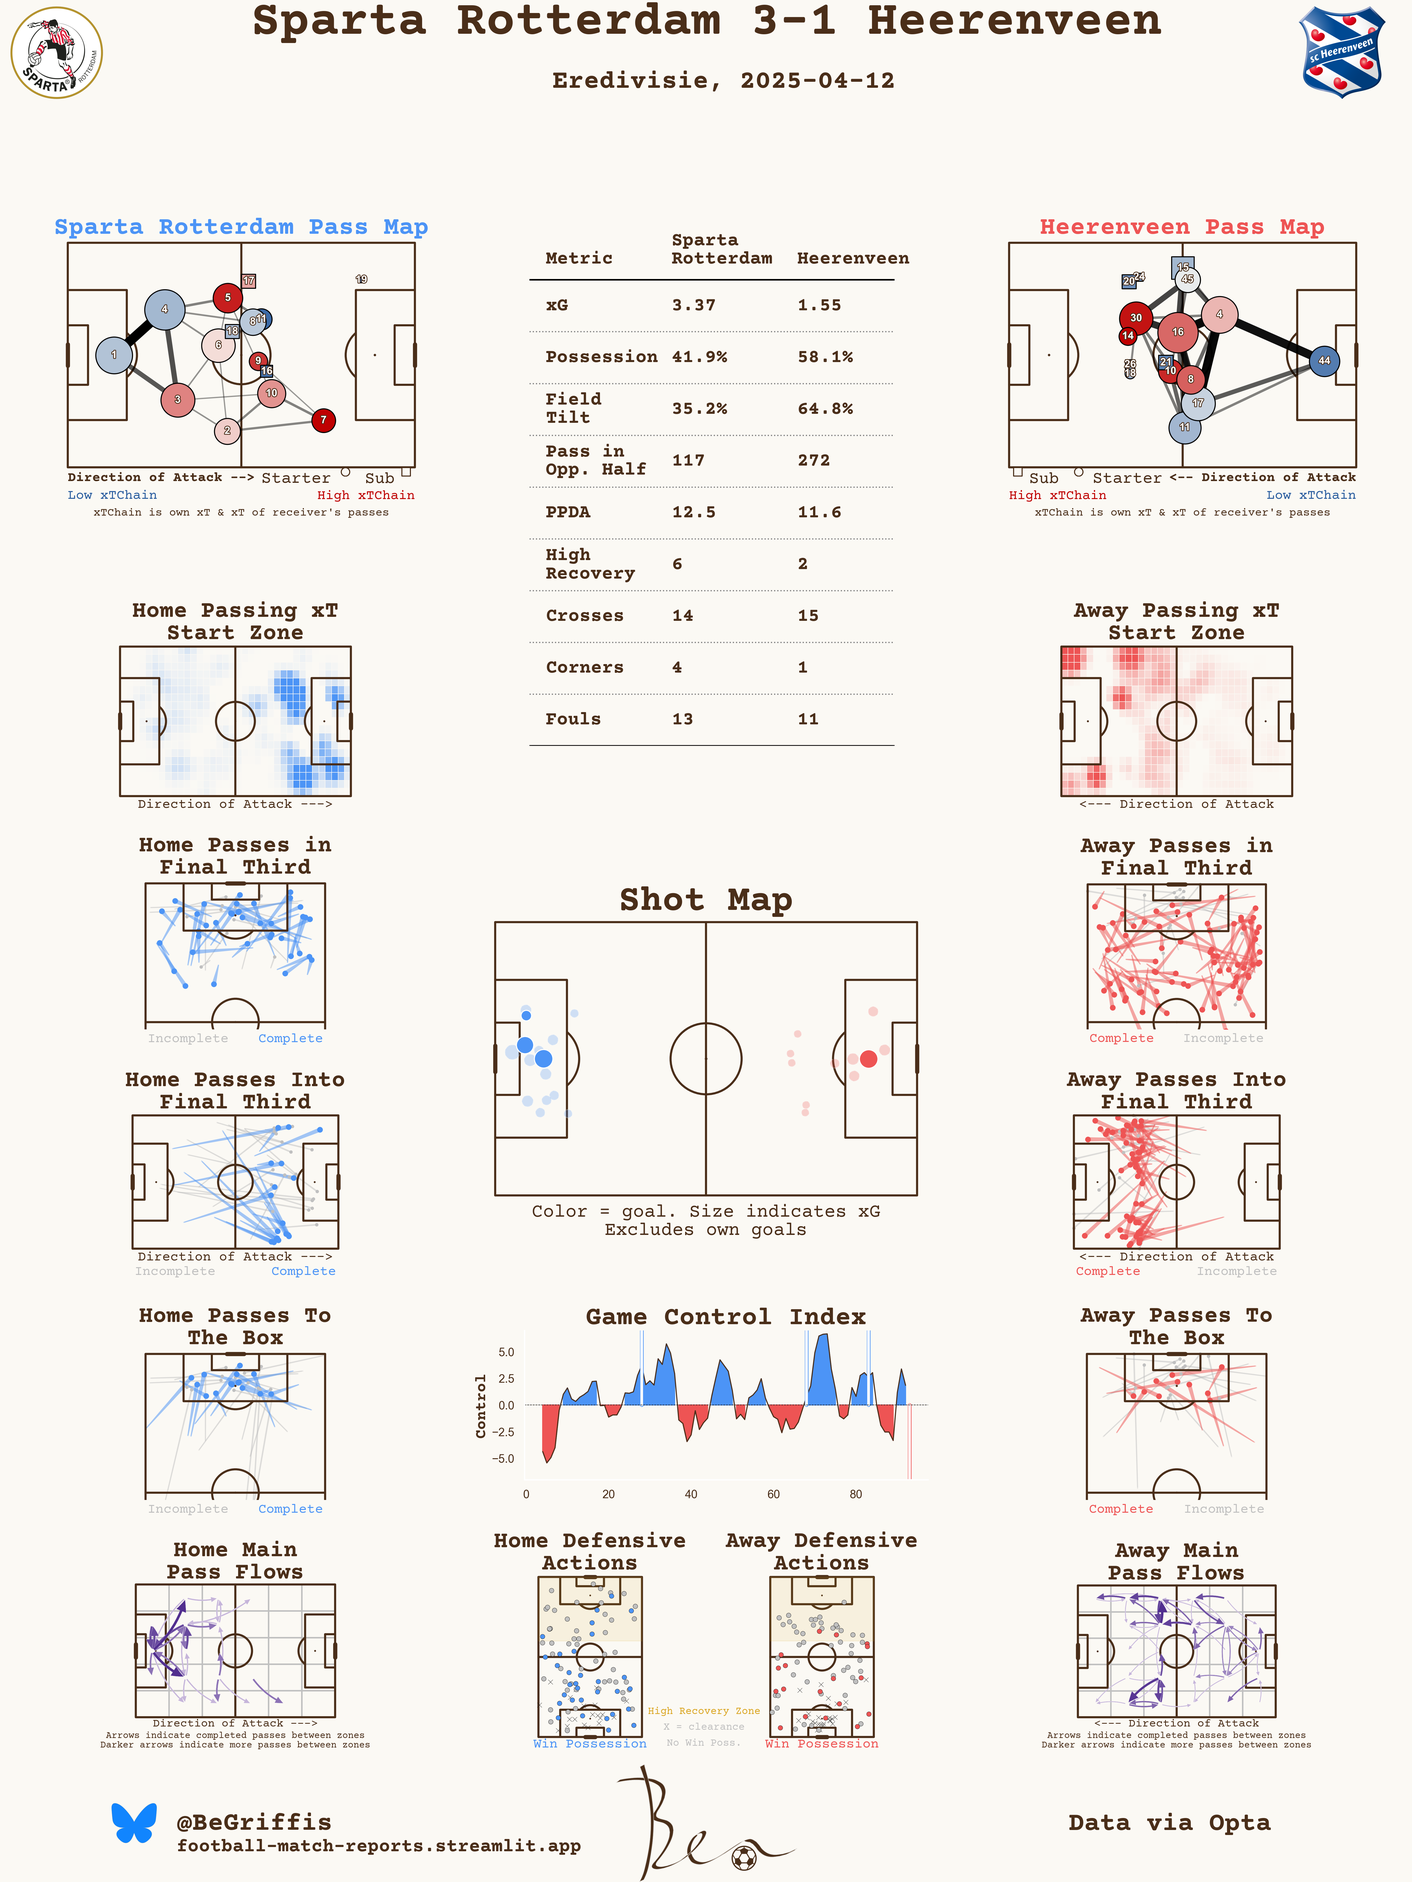 Sparta Rotterdam 3-1 Heerenveen
Eredivisie, 2025-04-12
SPARTA
ROTTERDAM
sc Heerenveen
Sparta Rotterdam Pass Map
17
19
5
4
8
11
18
6
1
9
16
10
3
7
2
Direction of Attack --> Starter Sub
Low xTChain High xTChain
xTChain is own xT & xT of receiver's passes
Metric Sparta Rotterdam Heerenveen
xG 3.37 1.55
Possession 41.9% 58.1%
Field Tilt 35.2% 64.8%
Pass in Opp. Half 117 272
PPDA 12.5 11.6
High Recovery 6 2
Crosses 14 15
Corners 4 1
Fouls 13 11
Heerenveen Pass Map
15
24
20
45
30
4
16
14
21
44
26
18
10
8
17
11
Sub Starter <-- Direction of Attack
High xTChain Low xTChain
xTChain is own xT & xT of receiver's passes
Home Passing xT
Start Zone
Direction of Attack --->
Away Passing xT
Start Zone
<--- Direction of Attack
Home Passes in
Final Third
Incomplete Complete
Away Passes in
Final Third
Complete Incomplete
Shot Map
Color = goal. Size indicates xG
Excludes own goals
Home Passes Into
Final Third
Direction of Attack --->
Incomplete Complete
Away Passes Into
Final Third
<--- Direction of Attack
Complete Incomplete
Home Passes To
The Box
Incomplete Complete
Game Control Index
Control
5.0
2.5
0.0
−2.5
−5.0
0 20 40 60 80
Away Passes To
The Box
Complete Incomplete
Home Main
Pass Flows
Direction of Attack --->
Arrows indicate completed passes between zones
Darker arrows indicate more passes between zones
Home Defensive
Actions
Win Possession
Away Defensive
Actions
Win Possession
High Recovery Zone
X = clearance
No Win Poss.
Away Main
Pass Flows
<--- Direction of Attack
Arrows indicate completed passes between zones
Darker arrows indicate more passes between zones
@BeGriffis
football-match-reports.streamlit.app
Ben
Data via Opta